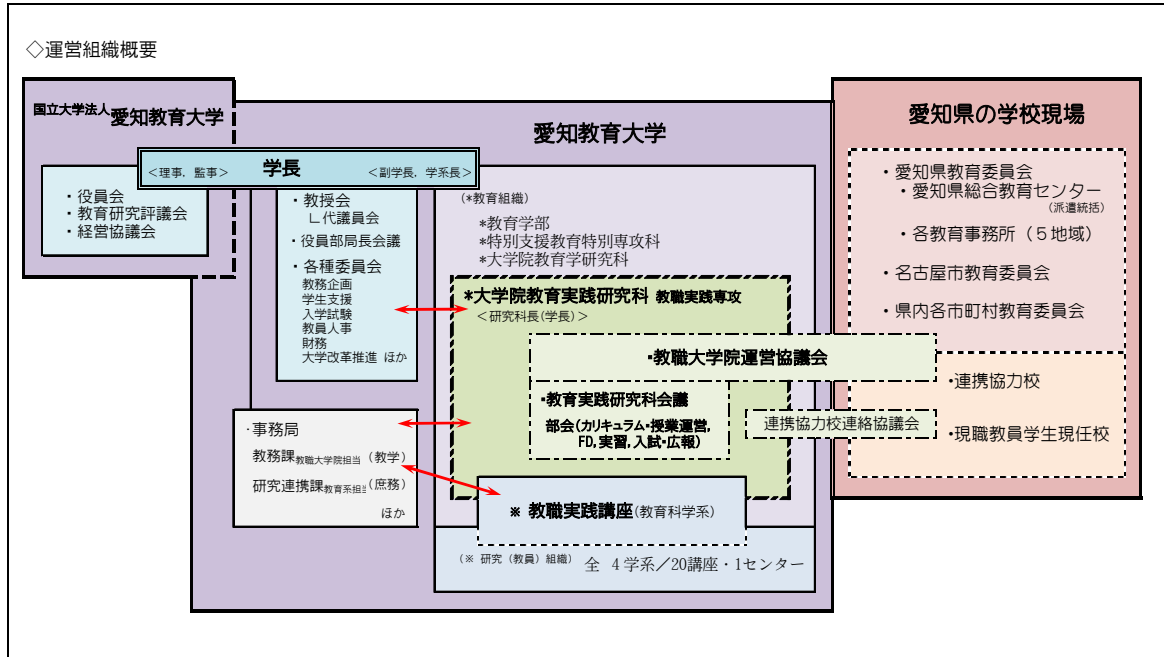 ◇運営組織概要
国立大学法人 愛知教育大学
・役員会
・教育研究評議会
・経営協議会
愛知教育大学
<理事, 監事> 学長 <副学長, 学系長>
・教授会
∟代議員会
・役員部局長会議
・各種委員会
教務企画
学生支援
入学試験
教員人事
財務
大学改革推進 ほか
・事務局
教務課教職大学院担当（教学）
研究連携課教育系担（庶務）
ほか
(*教育組織)
*教育学部
*特別支援教育特別専攻科
*大学院教育学研究科
*大学院教育実践研究科 教職実践専攻
<研究科長(学長)>
・教職大学院運営協議会
・教育実践研究科会議
部会(カリキュラム・授業運営,
FD,実習,入試・広報)
連携協力校連絡協議会
※ 教職実践講座(教育科学系)
(※ 研究（教員）組織) 全 4学系／20講座・1センター
愛知県の学校現場
・愛知県教育委員会
・愛知県総合教育センター
(派遣統括)
・各教育事務所（５地域）
・名古屋市教育委員会
・県内各市町村教育委員会
・連携協力校
・現職教員学生現任校